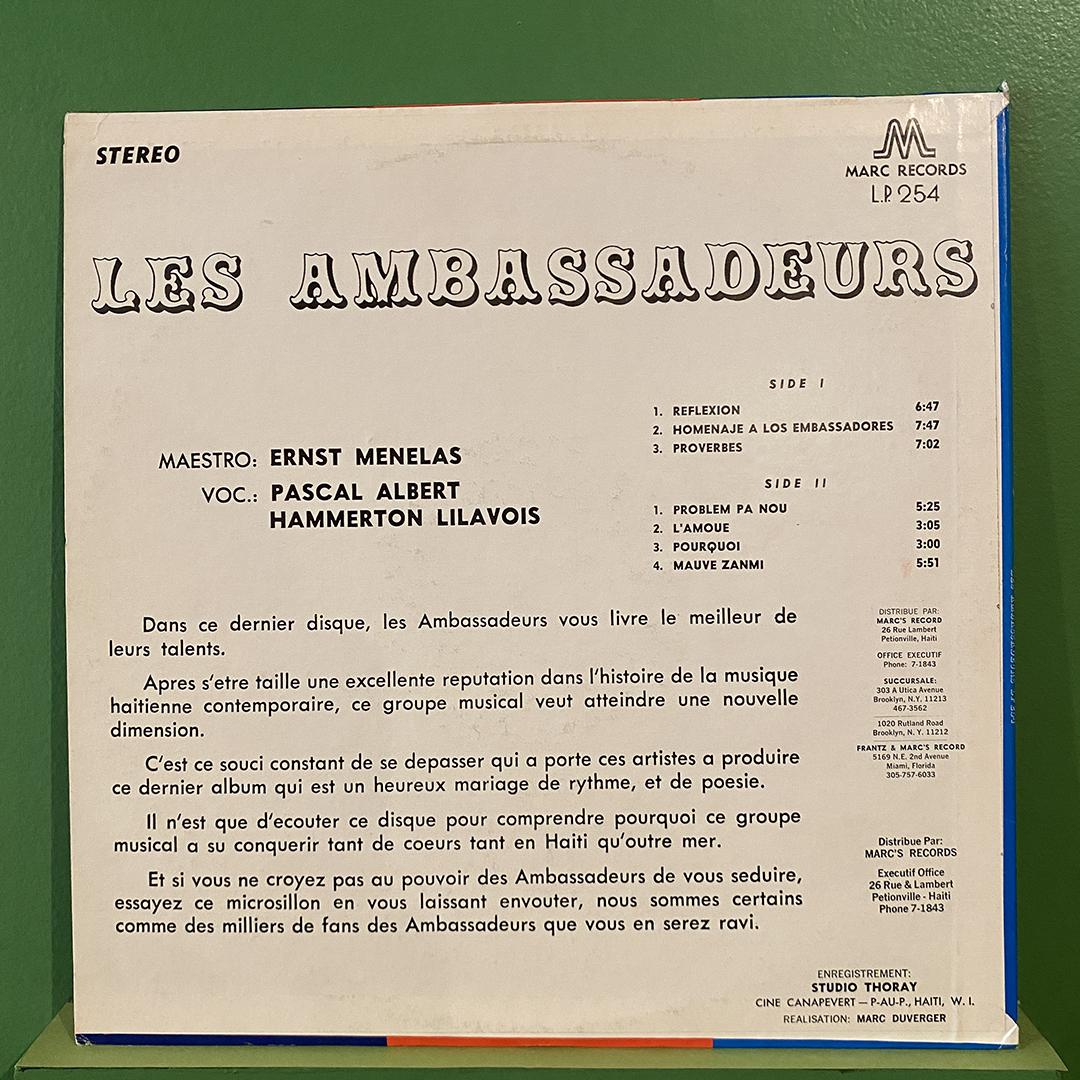 STEREO
MARC RECORDS
L.P. 254
LES AMBASSADEURS
MAESTRO: ERNST MENELAS
VOC.: PASCAL ALBERT
HAMMERTON LILAVOIS
SIDE I
1. REFLEXION 6:47
2. HOMENAJE A LOS EMBASSADORES 7:47
3. PROVERBES 7:02
SIDE II
1. PROBLEM PA NOU 5:25
2. L'AMOUE 3:05
3. POURQUOI 3:00
4. MAUVE ZANMI 5:51
Dans ce dernier disque, les Ambassadeurs vous livre le meilleur de
leurs talents.
Apres s'etre taille une excellente reputation dans l'histoire de la musique
haitienne contemporaire, ce groupe musical veut atteindre une nouvelle
dimension.
C'est ce souci constant de se depasser qui a porte ces artistes a produire
ce dernier album qui est un heureux mariage de rythme, et de poesie.
Il n'est que d'ecouter ce disque pour comprendre pourquoi ce groupe
musical a su conquerir tant de coeurs tant en Haiti qu'outre mer.
Et si vous ne croyez pas au pouvoir des Ambassadeurs de vous seduire,
essayez ce microsillon en vous laissant envouter, nous sommes certains
comme des milliers de fans des Ambassadeurs que vous en serez ravi.
DISTRIBUE PAR:
MARC'S RECORD
26 Rue Lambert
Petionville, Haiti
OFFICE EXECUTIF
Phone: 7-1843
SUCCURSALE:
303 A Utica Avenue
Brooklyn, N.Y. 11213
467-3562
1020 Rutland Road
Brooklyn, N. Y. 11212
FRANTZ & MARC'S RECORD
5169 N.E. 2nd Avenue
Miami, Florida
305-757-6033
Distribue Par:
MARC'S RECORDS
Executif Office
26 Rue & Lambert
Petionville - Haiti
Phone 7-1843
ENREGISTREMENT:
STUDIO THORAY
CINE CANAPEVERT — P-AU-P., HAITI, W. I.
REALISATION: MARC DUVERGER